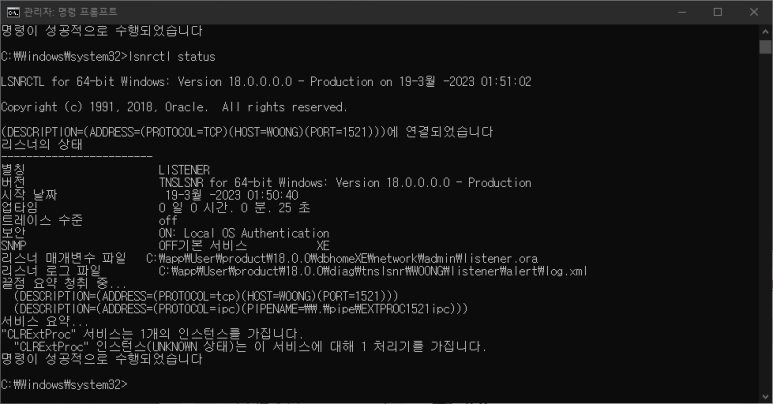 관리자: 명령 프롬프트
명령이 성공적으로 수행되었습니다
C:₩Windows₩system32>lsnrctl status
LSNRCTL for 64-bit Windows: Version 18.0.0.0.0 - Production on 19-3월 -2023 01:51:02
Copyright (c) 1991, 2018, Oracle.  All rights reserved.
(DESCRIPTION=(ADDRESS=(PROTOCOL=TCP)(HOST=WOONG)(PORT=1521)))에 연결되었습니다
리스너의 상태
------------------------
별칭                     LISTENER
버전                     TNSLSNR for 64-bit Windows: Version 18.0.0.0.0 - Production
시작 날짜                 19-3월 -2023 01:50:40
업타임                   0 일 0 시간. 0 분. 25 초
트레이스 수준            off
보안                     ON: Local OS Authentication
SNMP                     OFF기본 서비스           XE
리스너 매개변수 파일   C:₩app₩User₩product₩18.0.0₩dbhomeXE₩network₩admin₩listener.ora
리스너 로그 파일         C:₩app₩User₩product₩18.0.0₩diag₩tnslsnr₩WOONG₩listener₩alert₩log.xml
끝점 요약 청취 중...
  (DESCRIPTION=(ADDRESS=(PROTOCOL=tcp)(HOST=WOONG)(PORT=1521)))
  (DESCRIPTION=(ADDRESS=(PROTOCOL=ipc)(PIPENAME=₩₩.₩pipe₩EXTPROC1521ipc)))
서비스 요약...
"CLRExtProc" 서비스는 1개의 인스턴스를 가집니다.
  "CLRExtProc" 인스턴스(UNKNOWN 상태)는 이 서비스에 대해 1 처리기를 가집니다.
명령이 성공적으로 수행되었습니다
C:₩Windows₩system32>